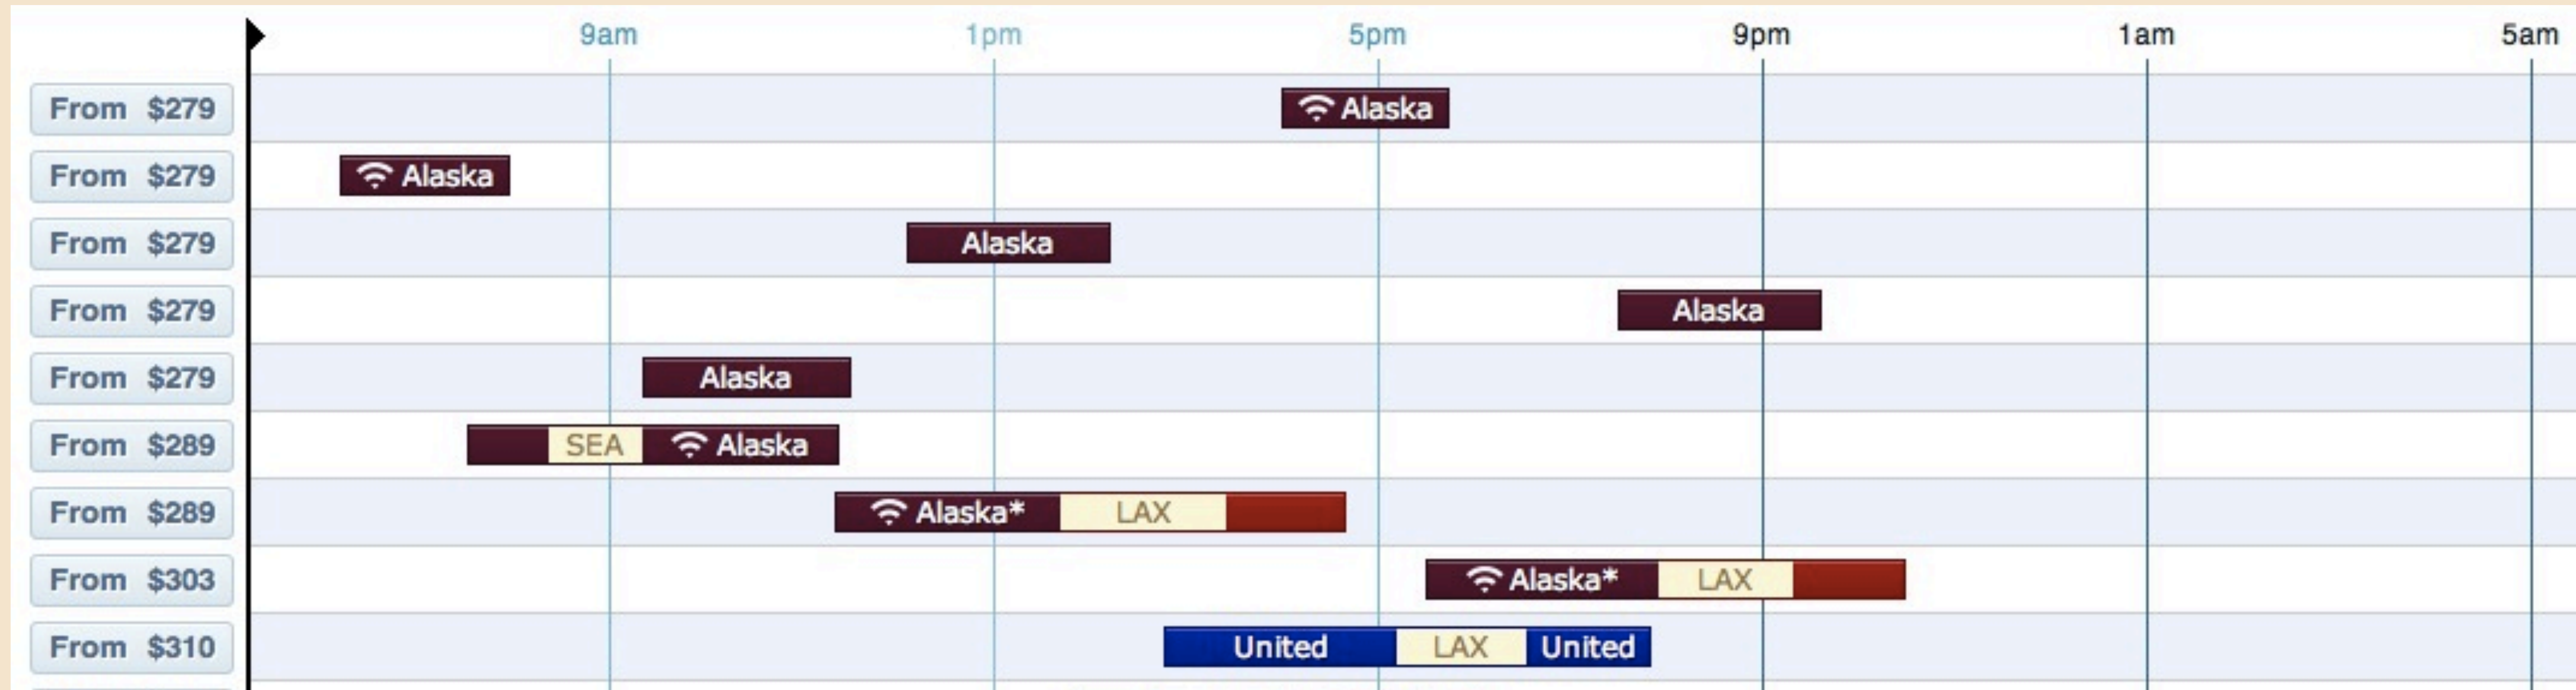 9am 1pm 5pm 9pm 1am 5am
From $279 Alaska
From $279 Alaska
From $279 Alaska
From $279 Alaska
From $279 Alaska
From $289 SEA Alaska
From $289 Alaska* LAX
From $303 Alaska* LAX
From $310 United LAX United